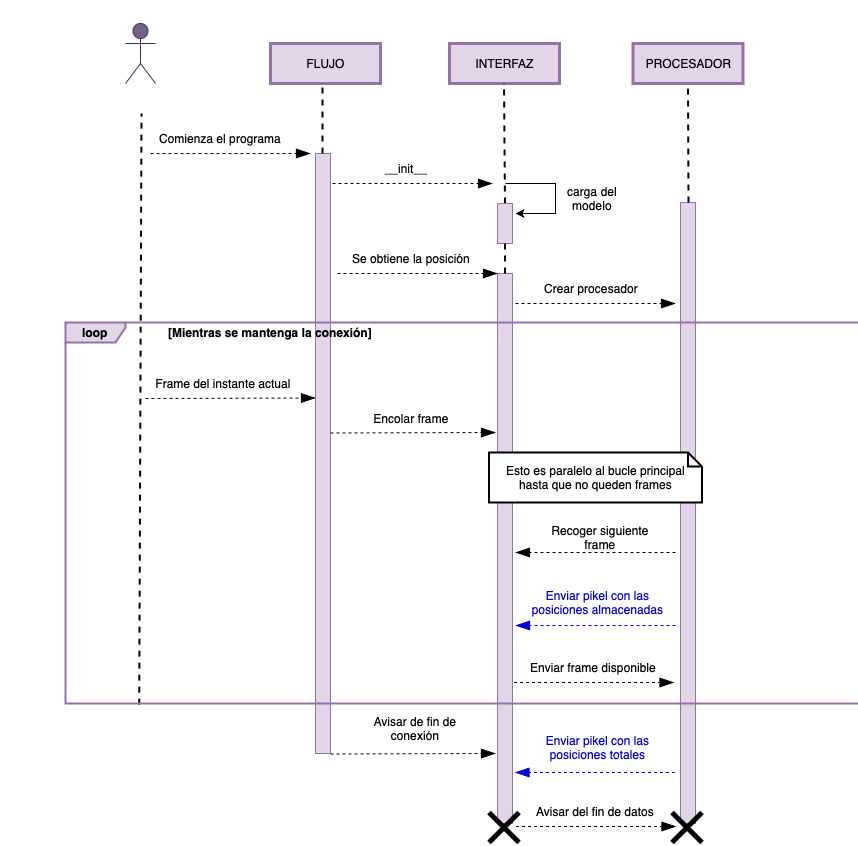 FLUJO
INTERFAZ
PROCESADOR
Comienza el programa
__init__
carga del
modelo
Se obtiene la posición
Crear procesador
loop
[Mientras se mantenga la conexión]
Frame del instante actual
Encolar frame
Esto es paralelo al bucle principal
hasta que no queden frames
Recoger siguiente
frame
Enviar pikel con las
posiciones almacenadas
Enviar frame disponible
Avisar de fin de
conexión
Enviar pikel con las
posiciones totales
Avisar del fin de datos